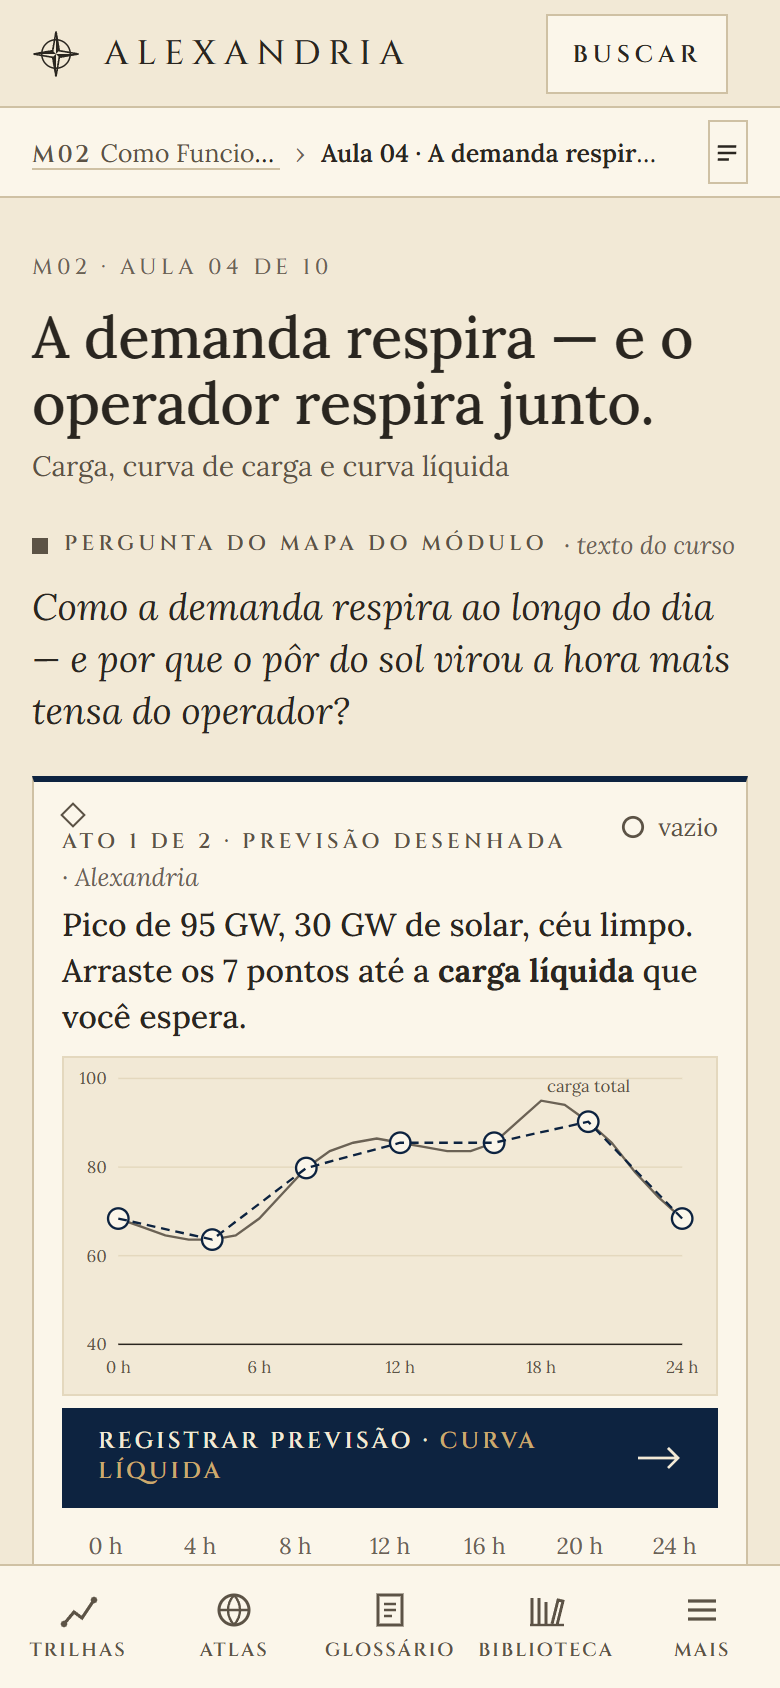 ALEXANDRIA
BUSCAR
M02 Como Funcio... › Aula 04 · A demanda respir...
M02 · AULA 04 DE 10
A demanda respira — e o
operador respira junto.
Carga, curva de carga e curva líquida
PERGUNTA DO MAPA DO MÓDULO · texto do curso
Como a demanda respira ao longo do dia
— e por que o pôr do sol virou a hora mais
tensa do operador?
ATO 1 DE 2 · PREVISÃO DESENHADA
· Alexandria
vazio
Pico de 95 GW, 30 GW de solar, céu limpo.
Arraste os 7 pontos até a carga líquida que
você espera.
100
carga total
80
60
40
0 h 6 h 12 h 18 h 24 h
REGISTRAR PREVISÃO · CURVA
LÍQUIDA
0 h 4 h 8 h 12 h 16 h 20 h 24 h
TRILHAS ATLAS GLOSSÁRIO BIBLIOTECA MAIS